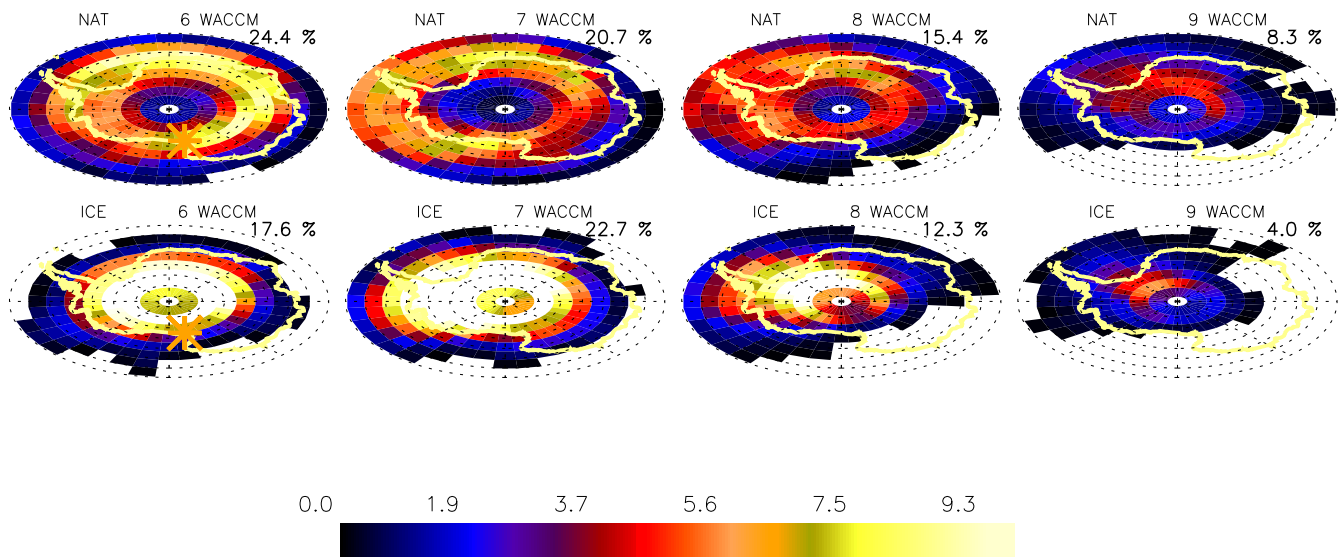 NAT 6 WACCM
24.4 %
NAT 7 WACCM
20.7 %
NAT 8 WACCM
15.4 %
NAT 9 WACCM
8.3 %
ICE 6 WACCM
17.6 %
ICE 7 WACCM
22.7 %
ICE 8 WACCM
12.3 %
ICE 9 WACCM
4.0 %
0.0 1.9 3.7 5.6 7.5 9.3